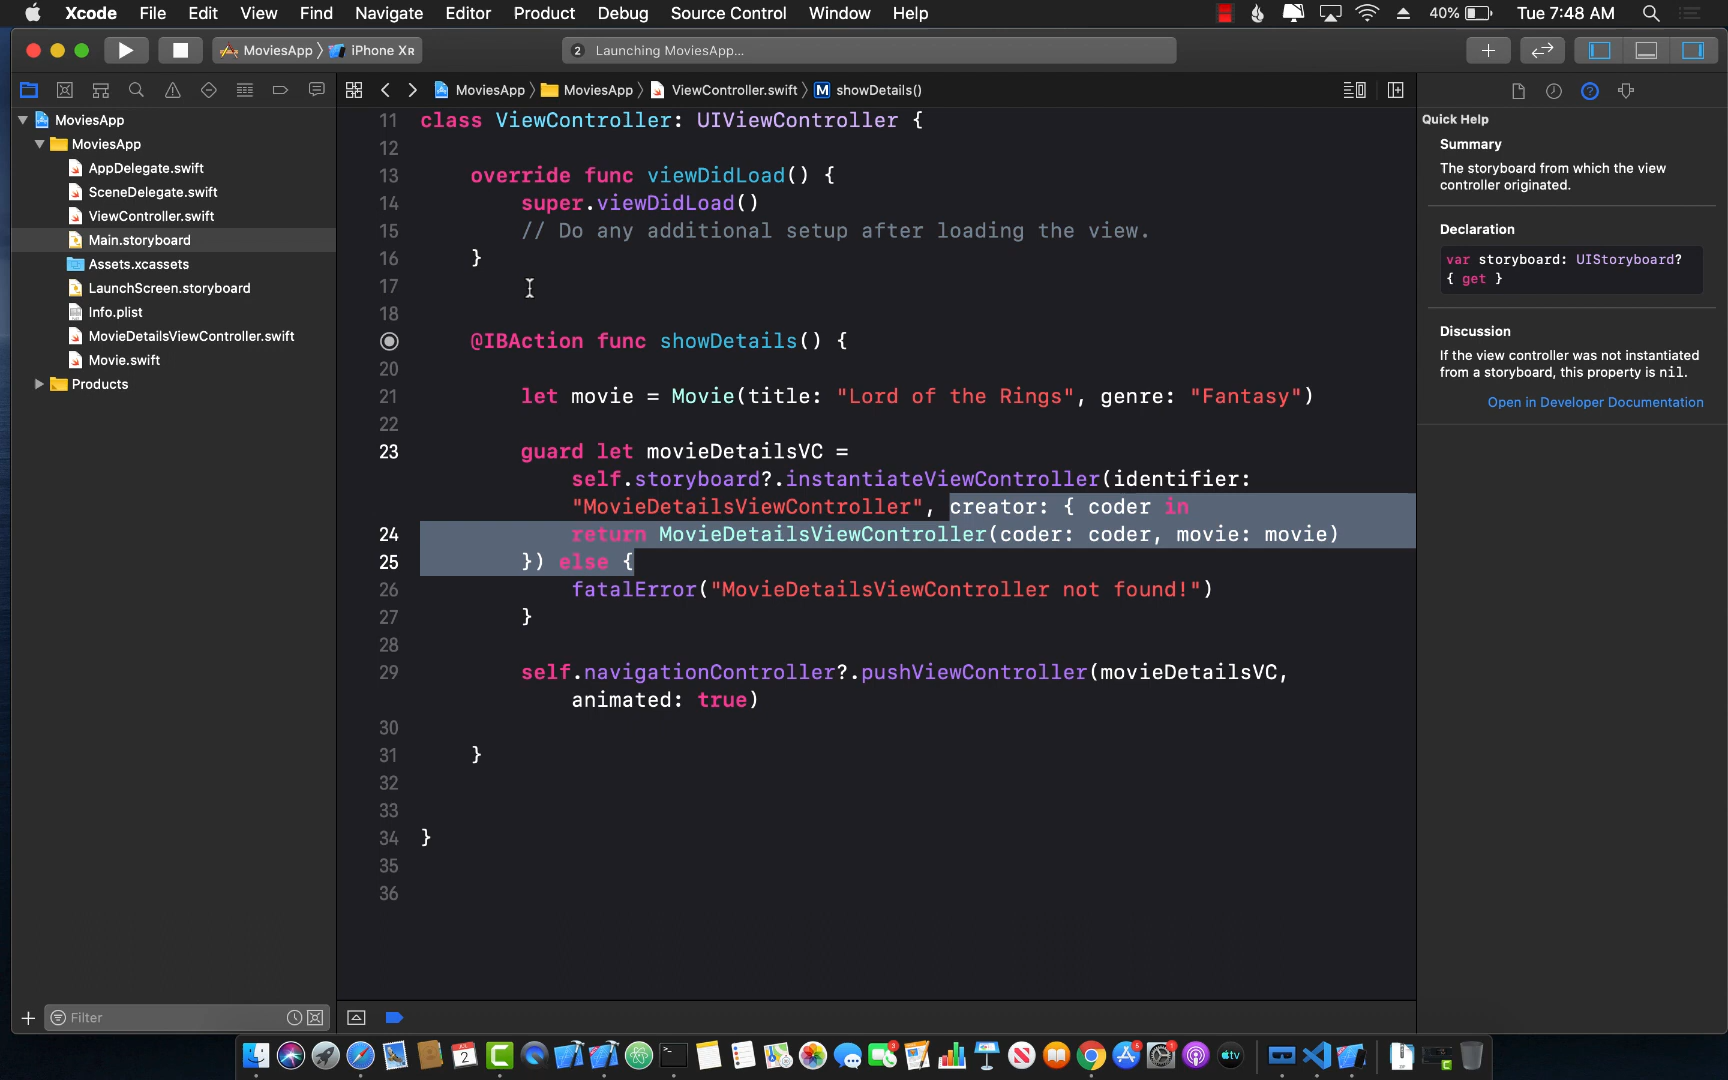 Xcode File Edit View Find Navigate Editor Product Debug Source Control Window Help 40% Tue 7:48 AM
MoviesApp iPhone XR 2 Launching MoviesApp...
MoviesApp MoviesApp ViewController.swift M showDetails()
MoviesApp
MoviesApp
AppDelegate.swift
SceneDelegate.swift
ViewController.swift
Main.storyboard
Assets.xcassets
LaunchScreen.storyboard
Info.plist
MovieDetailsViewController.swift
Movie.swift
Products
Filter
11 class ViewController: UIViewController {
12
13 override func viewDidLoad() {
14 super.viewDidLoad()
15 // Do any additional setup after loading the view.
16 }
17
18
@IBAction func showDetails() {
20
21 let movie = Movie(title: "Lord of the Rings", genre: "Fantasy")
22
23 guard let movieDetailsVC =
self.storyboard?.instantiateViewController(identifier:
"MovieDetailsViewController", creator: { coder in
24 return MovieDetailsViewController(coder: coder, movie: movie)
25 }) else {
26 fatalError("MovieDetailsViewController not found!")
27 }
28
29 self.navigationController?.pushViewController(movieDetailsVC,
animated: true)
30
31 }
32
33
34 }
35
36
Quick Help
Summary
The storyboard from which the view
controller originated.
Declaration
var storyboard: UIStoryboard?
{ get }
Discussion
If the view controller was not instantiated
from a storyboard, this property is nil.
Open in Developer Documentation
2
3
5
1
tv